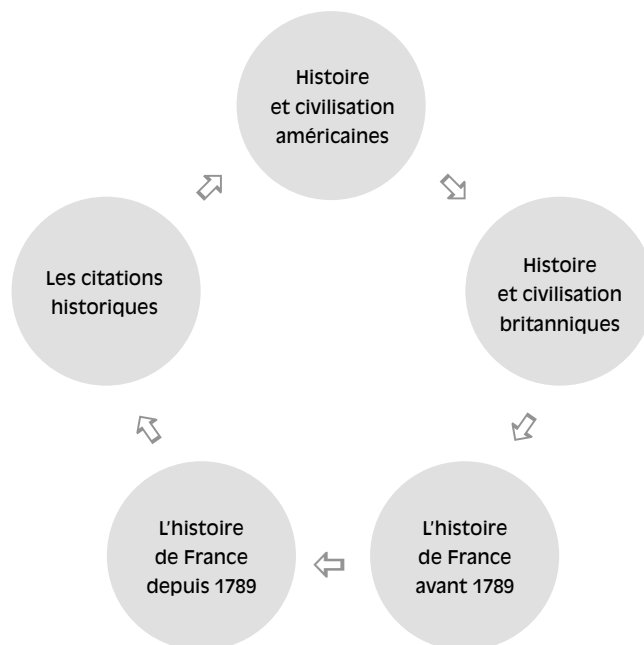 Histoire
et civilisation
américaines
Les citations
historiques
Histoire
et civilisation
britanniques
L'histoire
de France
depuis 1789
L'histoire
de France
avant 1789